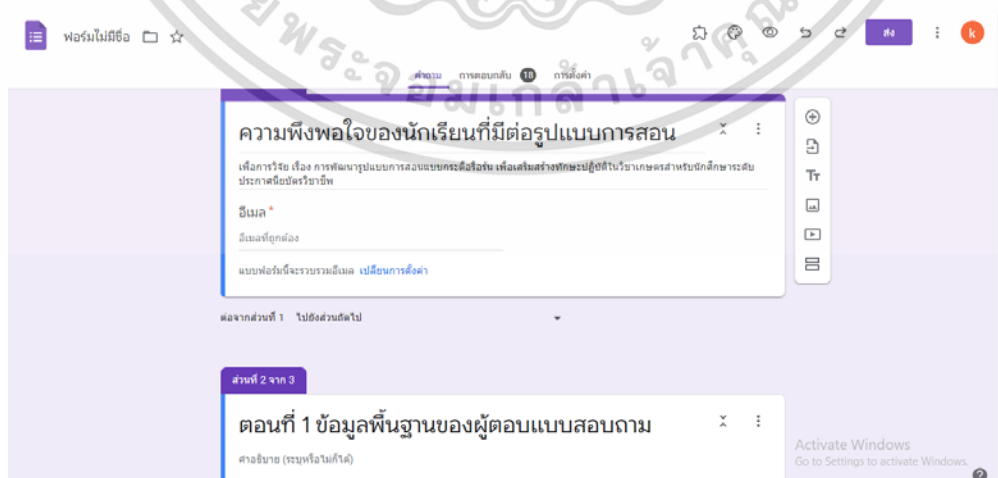 ฟอร์มไม่มีชื่อ
ส่ง
k
คำถาม การตอบกลับ 18 การตั้งค่า
พระจอมเกล้าเจ้าคุณ
ความพึงพอใจของนักเรียนที่มีต่อรูปแบบการสอน
เพื่อการวิจัย เรื่อง การพัฒนารูปแบบการสอนแบบกระตือรือร้น เพื่อเสริมสร้างทักษะปฏิบัติในวิชาเกษตรสำหรับนักศึกษาระดับ
ประกาศนียบัตรวิชาชีพ
อีเมล *
อีเมลที่ถูกต้อง
แบบฟอร์มนี้จะรวบรวมอีเมล เปลี่ยนการตั้งค่า
ต่อจากส่วนที่ 1 ไปยังส่วนถัดไป
ส่วนที่ 2 จาก 3
ตอนที่ 1 ข้อมูลพื้นฐานของผู้ตอบแบบสอบถาม
คำอธิบาย (ระบุหรือไม่ก็ได้)
Activate Windows
Go to Settings to activate Windows.